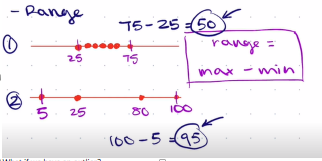 - Range
75 - 25 = 50
①
25 75
range =
max - min
②
5 25 80 100
100 - 5 = 95